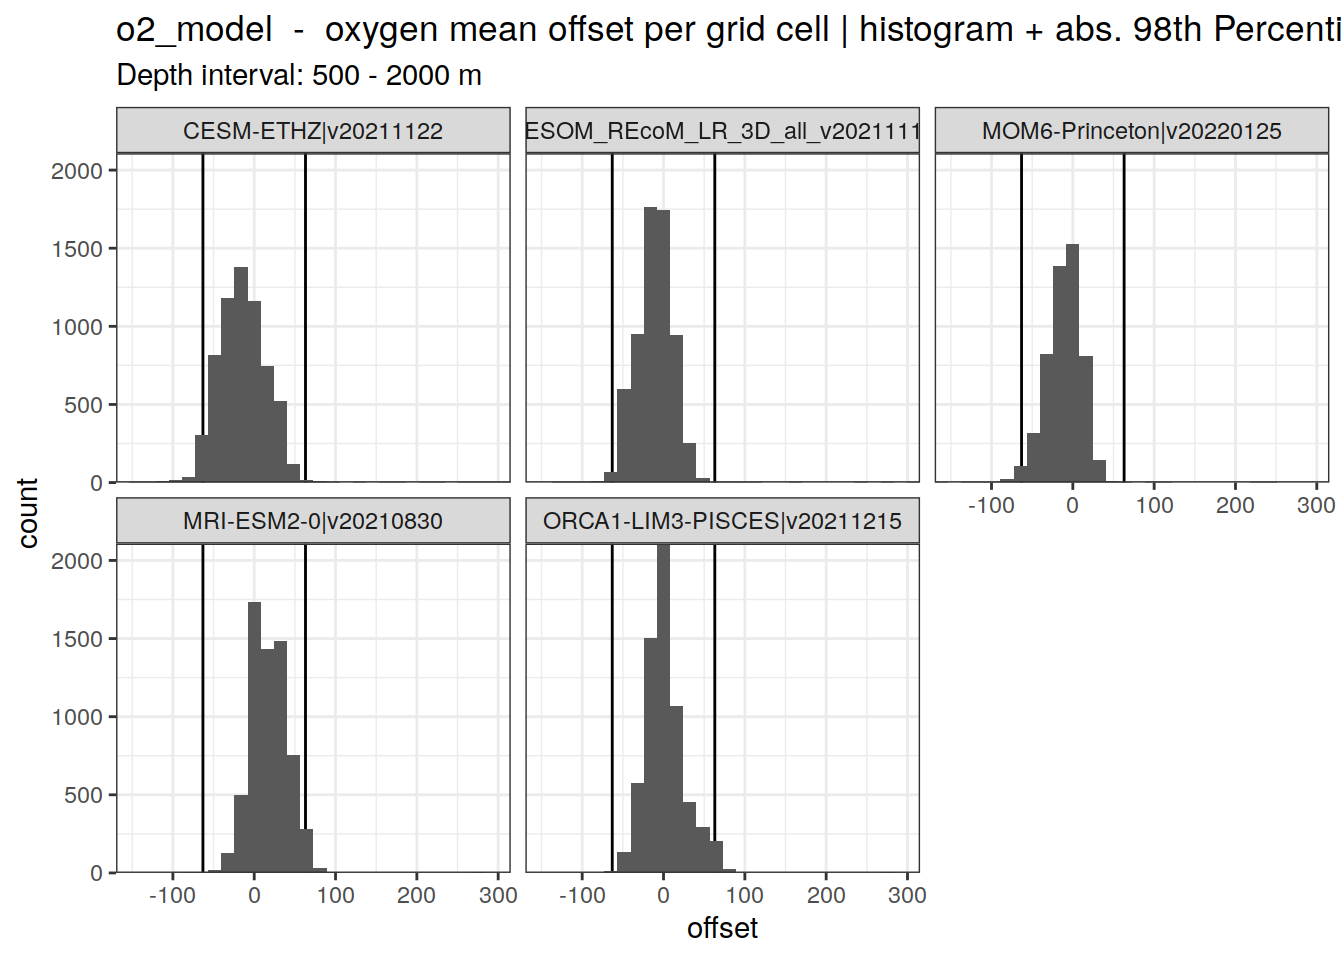 o2_model - oxygen mean offset per grid cell | histogram + abs. 98th Percenti
Depth interval: 500 - 2000 m
CESM-ETHZ|v20211122
ESOM_REcoM_LR_3D_all_v2021111
MOM6-Princeton|v20220125
2000
1500
1000
500
0
-100 0 100 200 300
MRI-ESM2-0|v20210830
ORCA1-LIM3-PISCES|v20211215
2000
1500
1000
500
0
-100 0 100 200 300
-100 0 100 200 300
count
offset